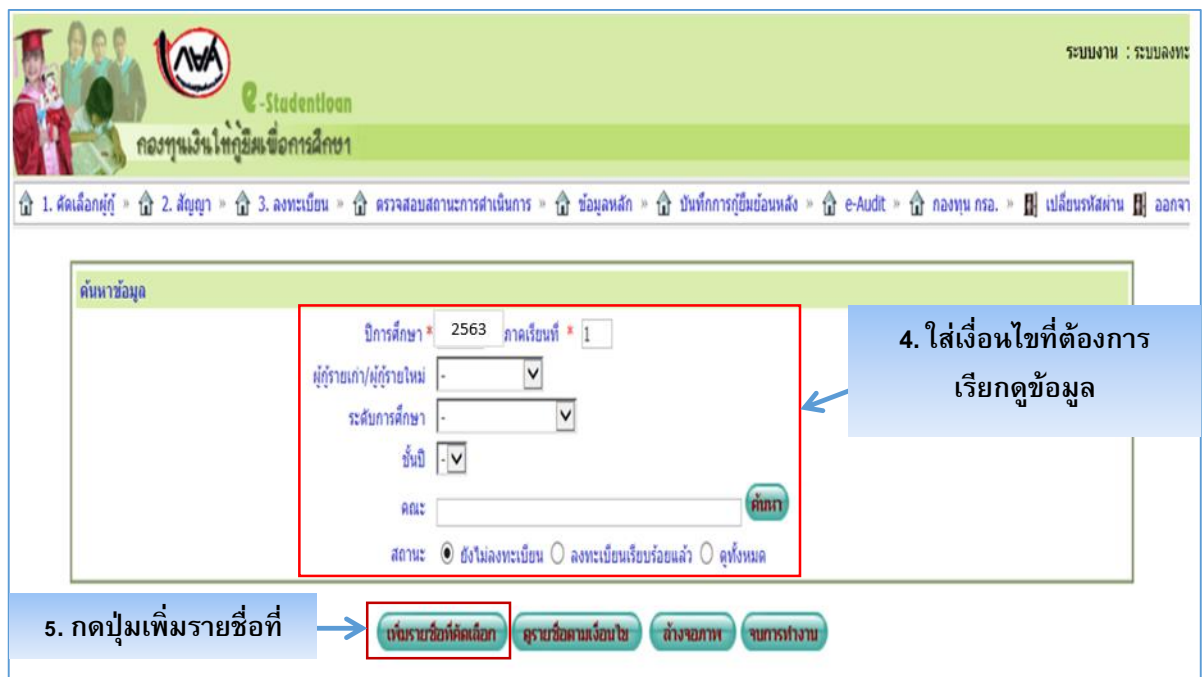 ระบบงาน : ระบบลงทะ
กยศ
e-Studentloan
กองทุนเงินให้กู้ยืมเพื่อการศึกษา
1. คัดเลือกผู้กู้ » 2. สัญญา » 3. ลงทะเบียน » ตรวจสอบสถานะการดำเนินการ » ข้อมูลหลัก » บันทึกการกู้ยืมย้อนหลัง » e-Audit » กองทุน กรอ. » เปลี่ยนรหัสผ่าน ออกจา
ค้นหาข้อมูล
ปีการศึกษา * 2563 ภาคเรียนที่ * 1
ผู้กู้รายเก่า/ผู้กู้รายใหม่ -
ระดับการศึกษา -
ชั้นปี -
คณะ ค้นหา
สถานะ ยังไม่ลงทะเบียน ลงทะเบียนเรียบร้อยแล้ว ดูทั้งหมด
4. ใส่เงื่อนไขที่ต้องการ
เรียกดูข้อมูล
5. กดปุ่มเพิ่มรายชื่อที่
เพิ่มรายชื่อที่คัดเลือก ดูรายชื่อตามเงื่อนไข ล้างจอภาพ จบการทำงาน